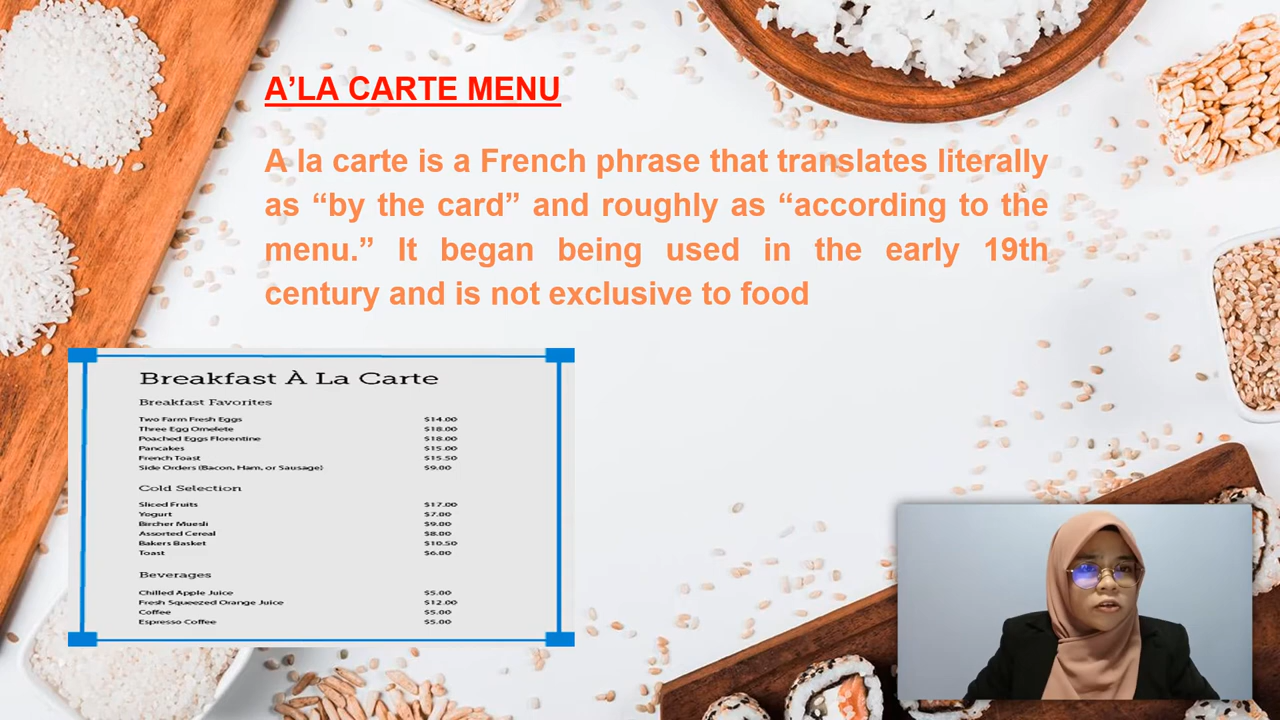 A’LA CARTE MENU
A la carte is a French phrase that translates literally
as “by the card” and roughly as “according to the
menu.” It began being used in the early 19th
century and is not exclusive to food
Breakfast À La Carte
Breakfast Favorites
Two Farm Fresh Eggs $14.00
Three Egg Omelete $18.00
Poached Eggs Florentine $18.00
Pancakes $15.00
French Toast $15.50
Side Orders (Bacon, Ham, or Sausage) $9.00
Cold Selection
Sliced Fruits $17.00
Yogurt $7.00
Bircher Muesli $9.00
Assorted Cereal $8.00
Bakers Basket $10.50
Toast $6.00
Beverages
Chilled Apple Juice $5.00
Fresh Squeezed Orange Juice $12.00
Coffee $5.00
Espresso Coffee $5.00